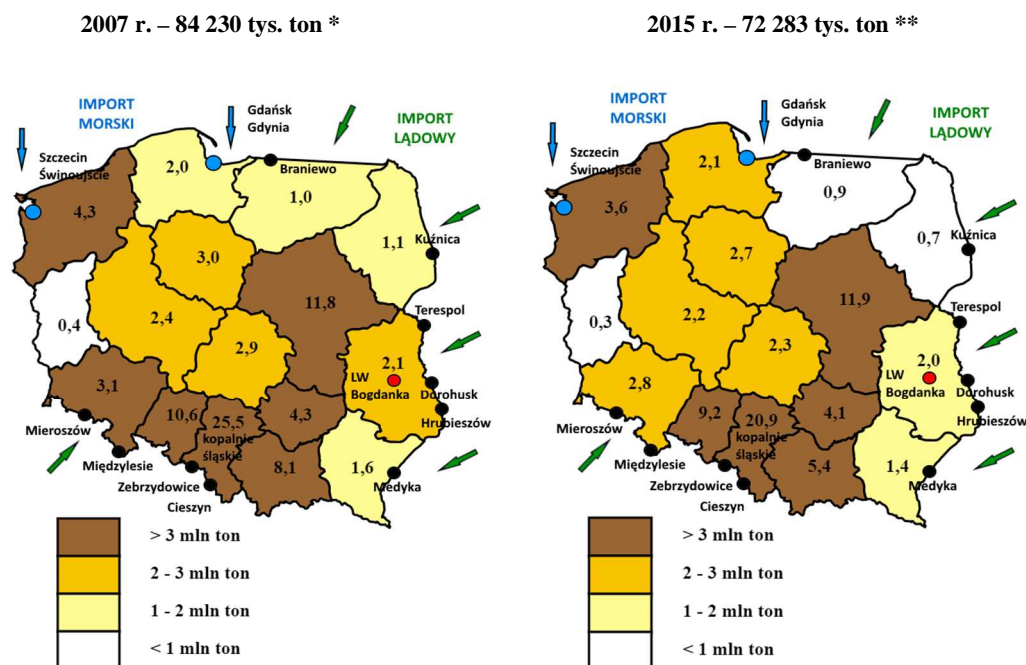 2007 r. – 84 230 tys. ton *
IMPORT
MORSKI
Gdańsk
Gdynia
IMPORT
LĄDOWY
Szczecin
Świnoujście
Braniewo
2,0
1,0
4,3
1,1
Kuźnica
3,0
11,8
Terespol
0,4
2,4
2,9
2,1
LW
Bogdanka
Dorohusk
Hrubieszów
3,1
10,6
25,5
4,3
kopalnie
śląskie
Mieroszów
Międzylesie
8,1
1,6
Medyka
Zebrzydowice
Cieszyn
> 3 mln ton
2 - 3 mln ton
1 - 2 mln ton
< 1 mln ton
2015 r. – 72 283 tys. ton **
IMPORT
MORSKI
Gdańsk
Gdynia
IMPORT
LĄDOWY
Szczecin
Świnoujście
Braniewo
2,1
0,9
3,6
0,7
Kuźnica
2,7
11,9
Terespol
0,3
2,2
2,3
2,0
LW
Bogdanka
Dorohusk
Hrubieszów
2,8
9,2
20,9
4,1
kopalnie
śląskie
Mieroszów
Międzylesie
5,4
1,4
Medyka
Zebrzydowice
Cieszyn
> 3 mln ton
2 - 3 mln ton
1 - 2 mln ton
< 1 mln ton